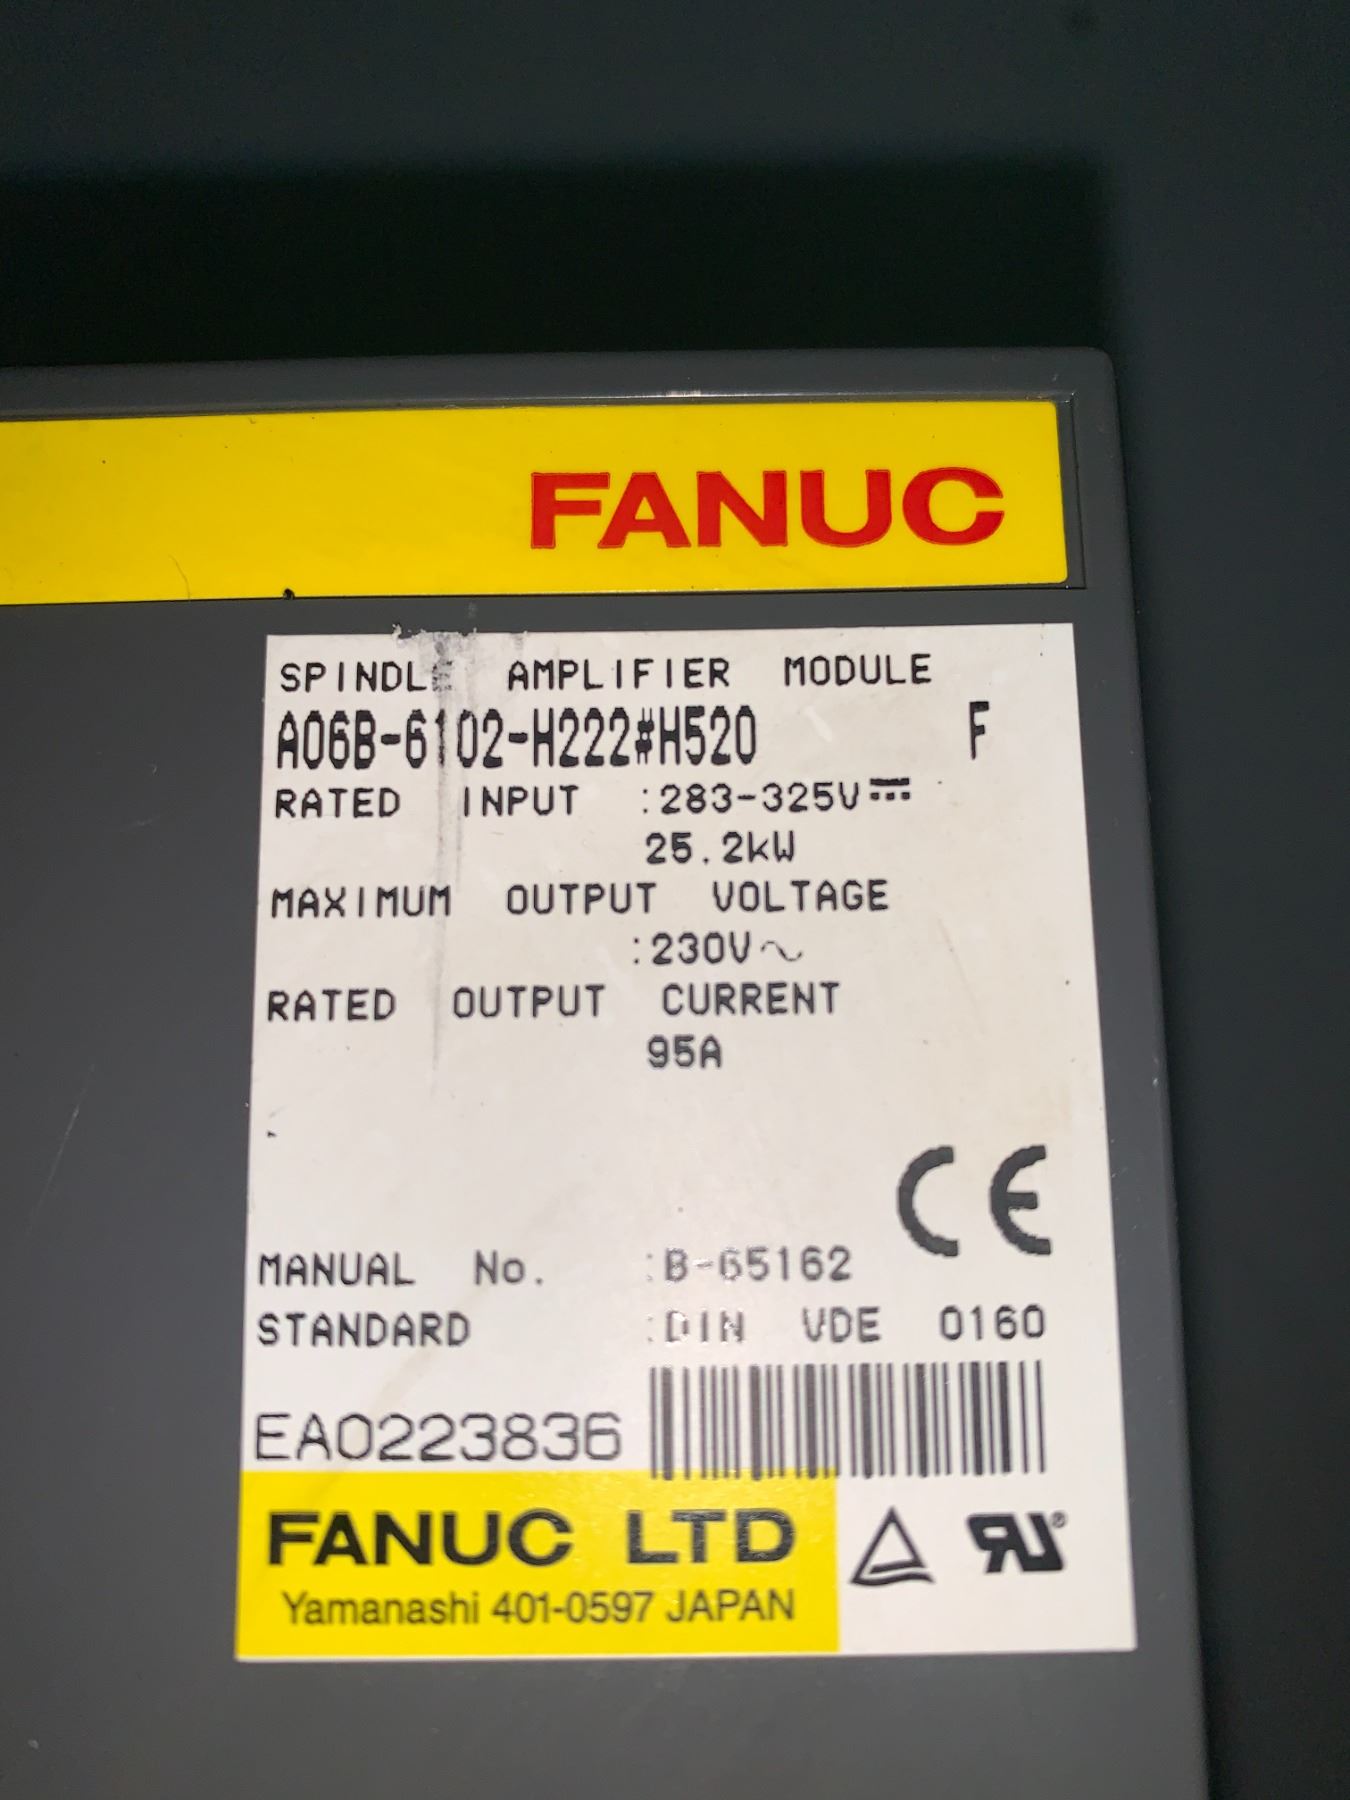 FANUC
SPINDLE AMPLIFIER MODULE
A06B-6102-H222#H520 F
RATED INPUT :283-325V⎓
25.2kW
MAXIMUM OUTPUT VOLTAGE
:230V~
RATED OUTPUT CURRENT
95A
CE
MANUAL No. :B-65162
STANDARD :DIN VDE 0160
EA0223836
FANUC LTD
Yamanashi 401-0597 JAPAN
RU®